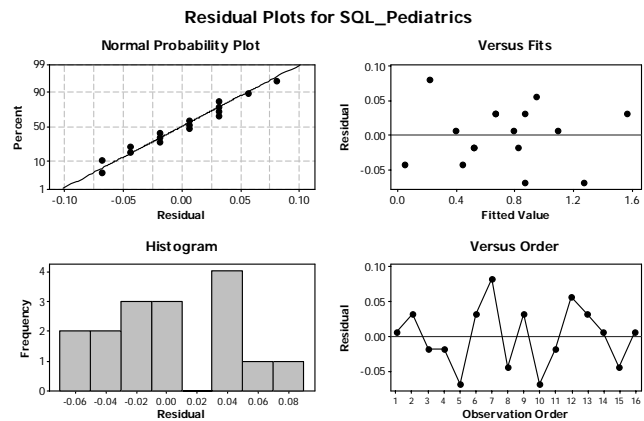 Residual Plots for SQL_Pediatrics
Normal Probability Plot
99
90
50
10
1
Percent
-0.10 -0.05 0.00 0.05 0.10
Residual
Versus Fits
0.10
0.05
0.00
-0.05
Residual
0.0 0.4 0.8 1.2 1.6
Fitted Value
Histogram
4
3
2
1
0
Frequency
-0.06 -0.04 -0.02 0.00 0.02 0.04 0.06 0.08
Residual
Versus Order
0.10
0.05
0.00
-0.05
Residual
1 2 3 4 5 6 7 8 9 10 11 12 13 14 15 16
Observation Order